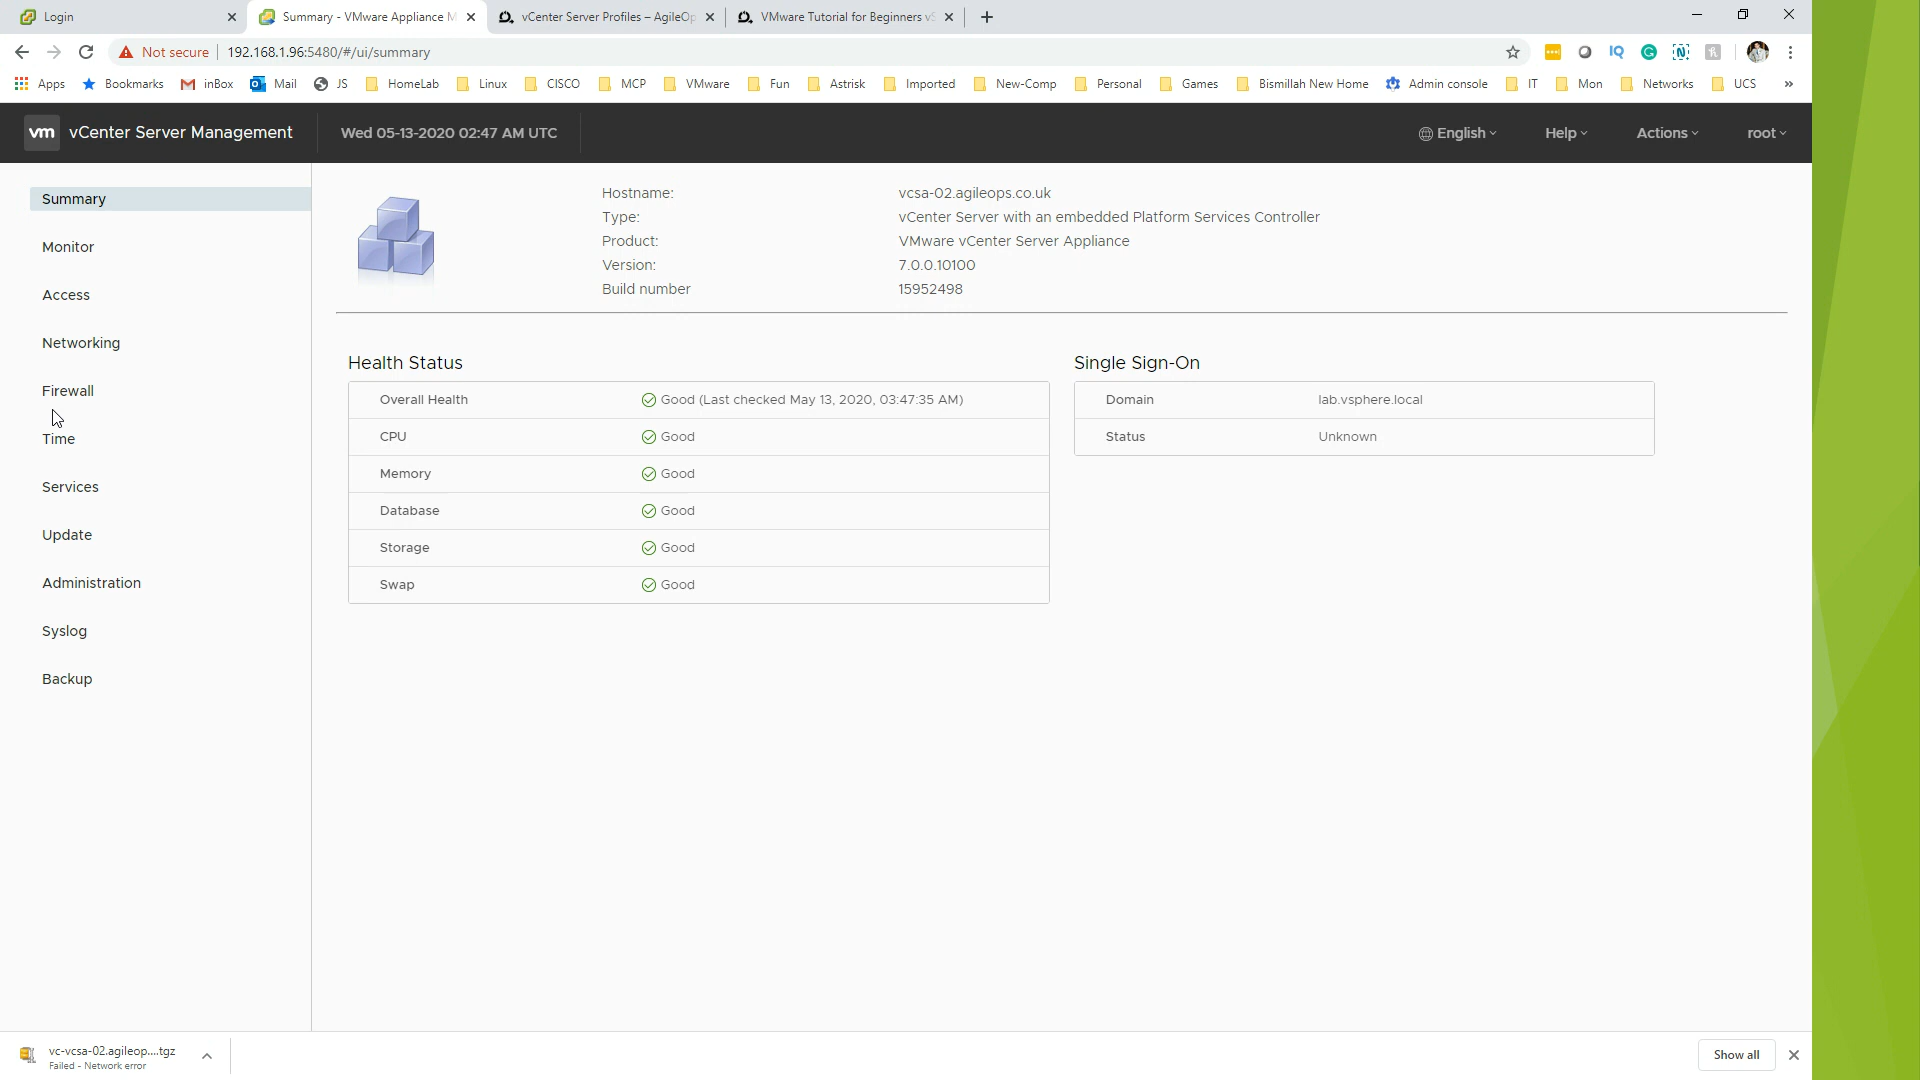 Login
Summary - VMware Appliance M
vCenter Server Profiles – AgileOp
VMware Tutorial for Beginners vS
Not secure
192.168.1.96:5480/#/ui/summary
Apps
Bookmarks
inBox
Mail
JS
HomeLab
Linux
CISCO
MCP
VMware
Fun
Astrisk
Imported
New-Comp
Personal
Games
Bismillah New Home
Admin console
IT
Mon
Networks
UCS
»
vm
vCenter Server Management
Wed 05-13-2020 02:47 AM UTC
English
Help
Actions
root
Summary
Monitor
Access
Networking
Firewall
Time
Services
Update
Administration
Syslog
Backup
Hostname: vcsa-02.agileops.co.uk
Type: vCenter Server with an embedded Platform Services Controller
Product: VMware vCenter Server Appliance
Version: 7.0.0.10100
Build number 15952498
Health Status
Overall Health Good (Last checked May 13, 2020, 03:47:35 AM)
CPU Good
Memory Good
Database Good
Storage Good
Swap Good
Single Sign-On
Domain lab.vsphere.local
Status Unknown
vc-vcsa-02.agileop....tgz
Failed - Network error
Show all